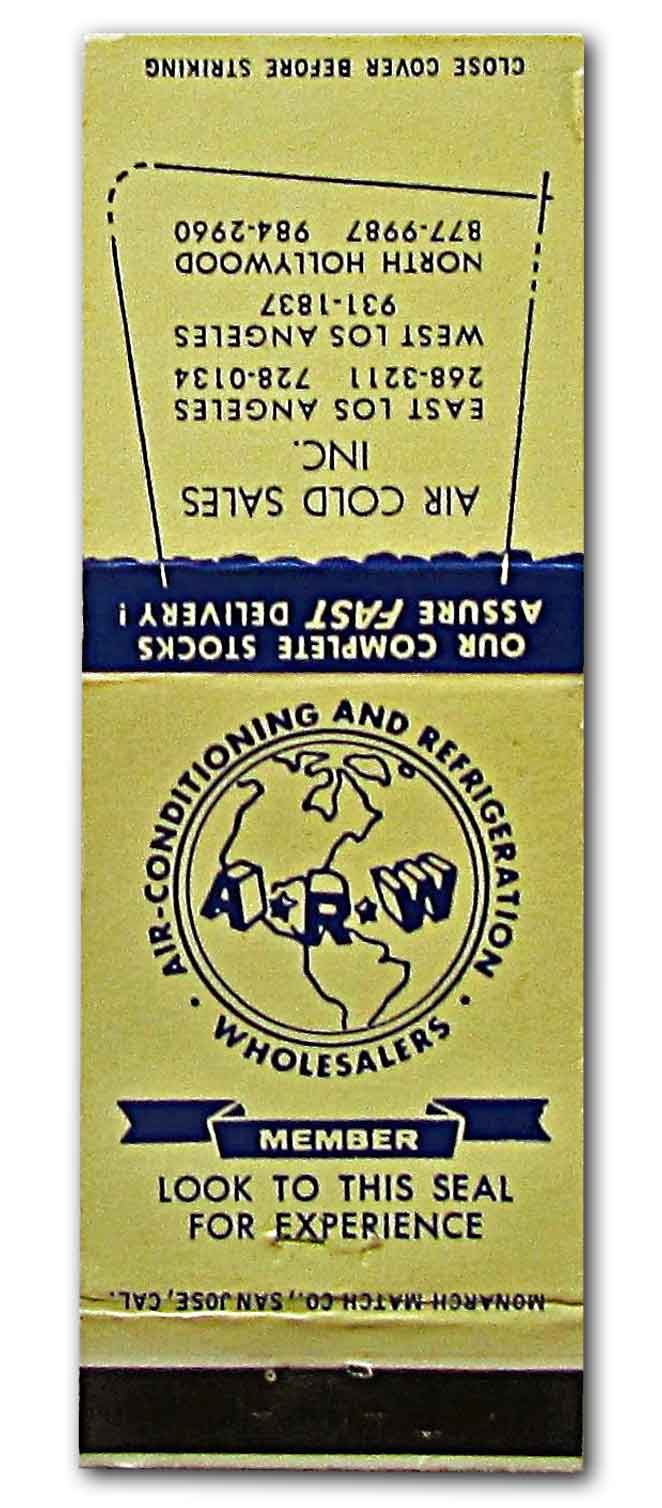 CLOSE COVER BEFORE STRIKING
AIR COLD SALES
INC.
EAST LOS ANGELES
268-3211 728-0134
WEST LOS ANGELES
931-1837
NORTH HOLLYWOOD
877-9987 984-2960
OUR COMPLETE STOCKS
ASSURE FAST DELIVERY!
AIR-CONDITIONING AND REFRIGERATION
• WHOLESALERS •
A★R★W
MEMBER
LOOK TO THIS SEAL
FOR EXPERIENCE
MONARCH MATCH CO., SAN JOSE, CAL.